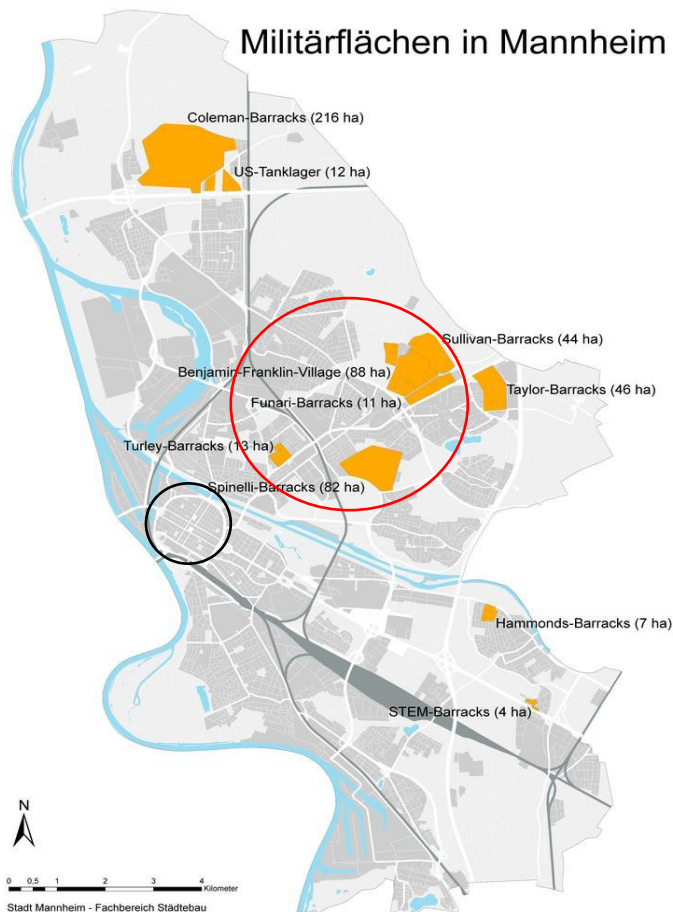 Militärflächen in Mannheim
Coleman-Barracks (216 ha)
US-Tanklager (12 ha)
Sullivan-Barracks (44 ha)
Benjamin-Franklin-Village (88 ha)
Taylor-Barracks (46 ha)
Funari-Barracks (11 ha)
Turley-Barracks (13 ha)
Spinelli-Barracks (82 ha)
Hammonds-Barracks (7 ha)
STEM-Barracks (4 ha)
N
0 0,5 1 2 3 4
Kilometer
Stadt Mannheim - Fachbereich Städtebau